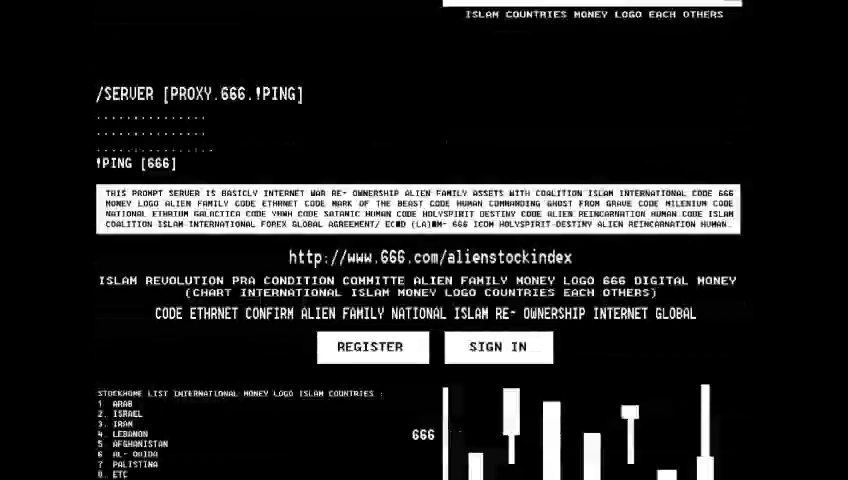 ISLAM COUNTRIES MONEY LOGO EACH OTHERS
/SERVER [PROXY.666.!PING]
...............:
...............:
...............:..
!PING [666]
THIS PROMPT SERVER IS BASICLY INTERNET WAR RE- OWNERSHIP ALIEN FAMILY ASSETS WITH COALITION ISLAM INTERNATIONAL CODE 666
MONEY LOGO ALIEN FAMILY CODE ETHRNET CODE MARK OF THE BEAST CODE HUMAN COMMANDING GHOST FROM GRAVE CODE MILENIUM CODE
NATIONAL ETHRIUM GALACTICA CODE YHWH CODE SATANIC HUMAN CODE HOLYSPIRIT DESTINY CODE ALIEN REINCARNATION HUMAN CODE ISLAM
COALITION ISLAM INTERNATIONAL FOREX GLOBAL AGREEMENT/ 666 ICOM HOLYSPIRIT-DESTINY ALIEN REINCARNATION HUMAN.
http://www.666.com/alienstockindex
ISLAM REVOLUTION PRA CONDITION COMMITTE ALIEN FAMILY MONEY LOGO 666 DIGITAL MONEY
(CHART INTERNATIONAL ISLAM MONEY LOGO COUNTRIES EACH OTHERS)
CODE ETHRNET CONFIRM ALIEN FAMILY NATIONAL ISLAM RE- OWNERSHIP INTERNET GLOBAL
REGISTER SIGN IN
STOCKHOME LIST INTERNATIONAL MONEY LOGO ISLAM COUNTRIES :
1 ARAB
2. ISRAEL
3. IRAN
4. LEBANON
5 AFGHANISTAN
6 AL- QUIDA
7 PALISTINA
8. ETC
666